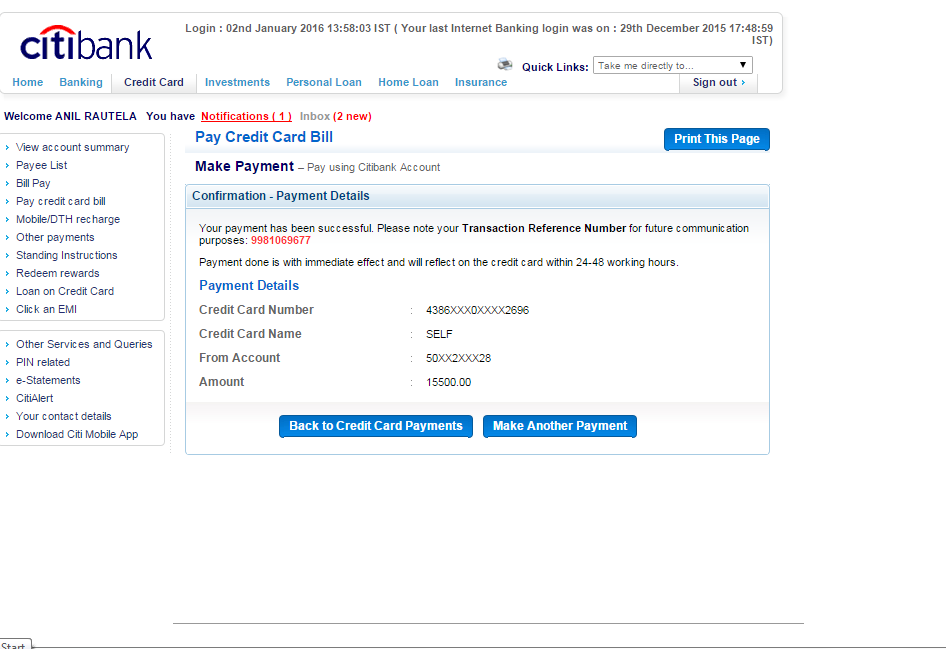 citibank
Login : 02nd January 2016 13:58:03 IST ( Your last Internet Banking login was on : 29th December 2015 17:48:59
IST)
Quick Links: Take me directly to...
Home Banking Credit Card Investments Personal Loan Home Loan Insurance Sign out
Welcome ANIL RAUTELA You have Notifications ( 1 ) Inbox (2 new)
View account summary
Payee List
Bill Pay
Pay credit card bill
Mobile/DTH recharge
Other payments
Standing Instructions
Redeem rewards
Loan on Credit Card
Click an EMI
Other Services and Queries
PIN related
e-Statements
CitiAlert
Your contact details
Download Citi Mobile App
Pay Credit Card Bill
Print This Page
Make Payment – Pay using Citibank Account
Confirmation - Payment Details
Your payment has been successful. Please note your Transaction Reference Number for future communication
purposes: 9981069677
Payment done is with immediate effect and will reflect on the credit card within 24-48 working hours.
Payment Details
Credit Card Number : 4386XXX0XXXX2696
Credit Card Name : SELF
From Account : 50XX2XXX28
Amount : 15500.00
Back to Credit Card Payments Make Another Payment
Start